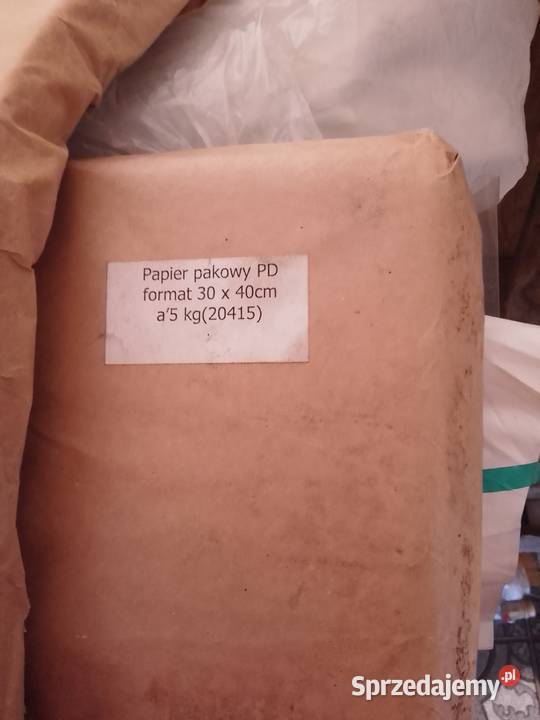 Papier pakowy PD
format 30 x 40cm
a'5 kg(20415)
Sprzedajemy.pl